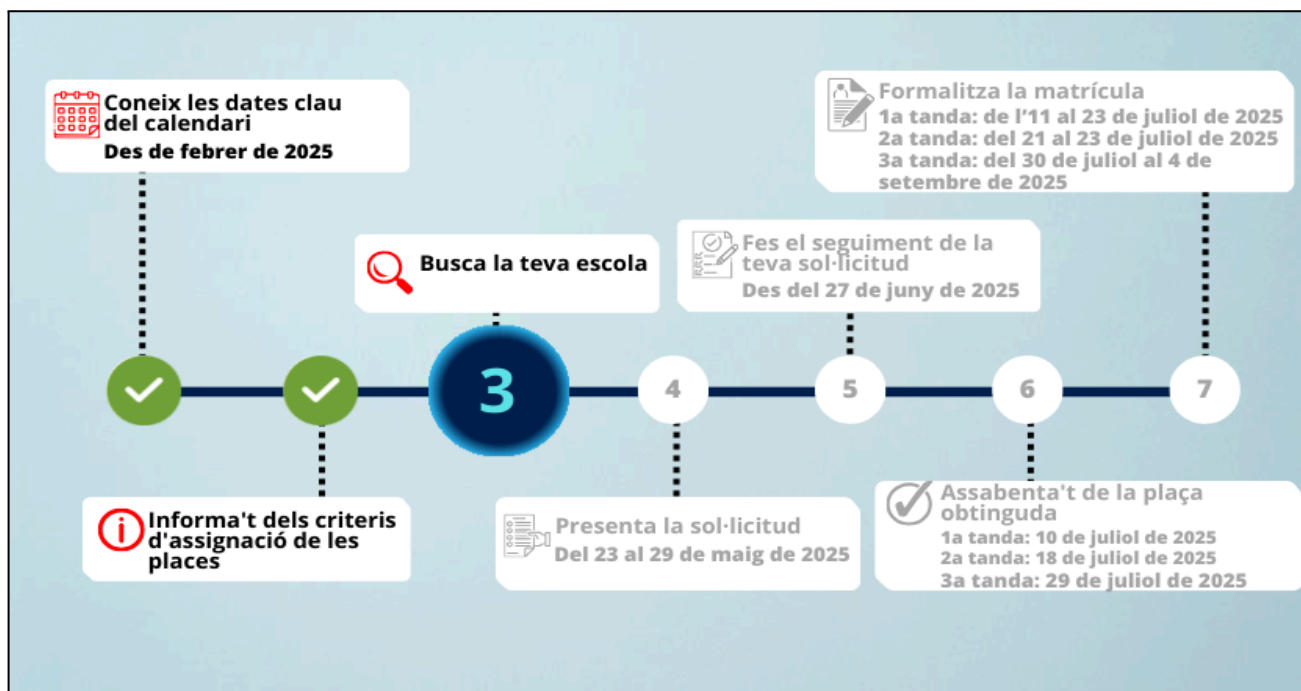 Coneix les dates clau
del calendari
Des de febrer de 2025
Informa't dels criteris
d'assignació de les
places
Busca la teva escola
3
4
Presenta la sol·licitud
Del 23 al 29 de maig de 2025
Fes el seguiment de la
teva sol·licitud
Des del 27 de juny de 2025
5
6
Assabenta't de la plaça
obtinguda
1a tanda: 10 de juliol de 2025
2a tanda: 18 de juliol de 2025
3a tanda: 29 de juliol de 2025
Formalitza la matrícula
1a tanda: de l'11 al 23 de juliol de 2025
2a tanda: del 21 al 23 de juliol de 2025
3a tanda: del 30 de juliol al 4 de
setembre de 2025
7